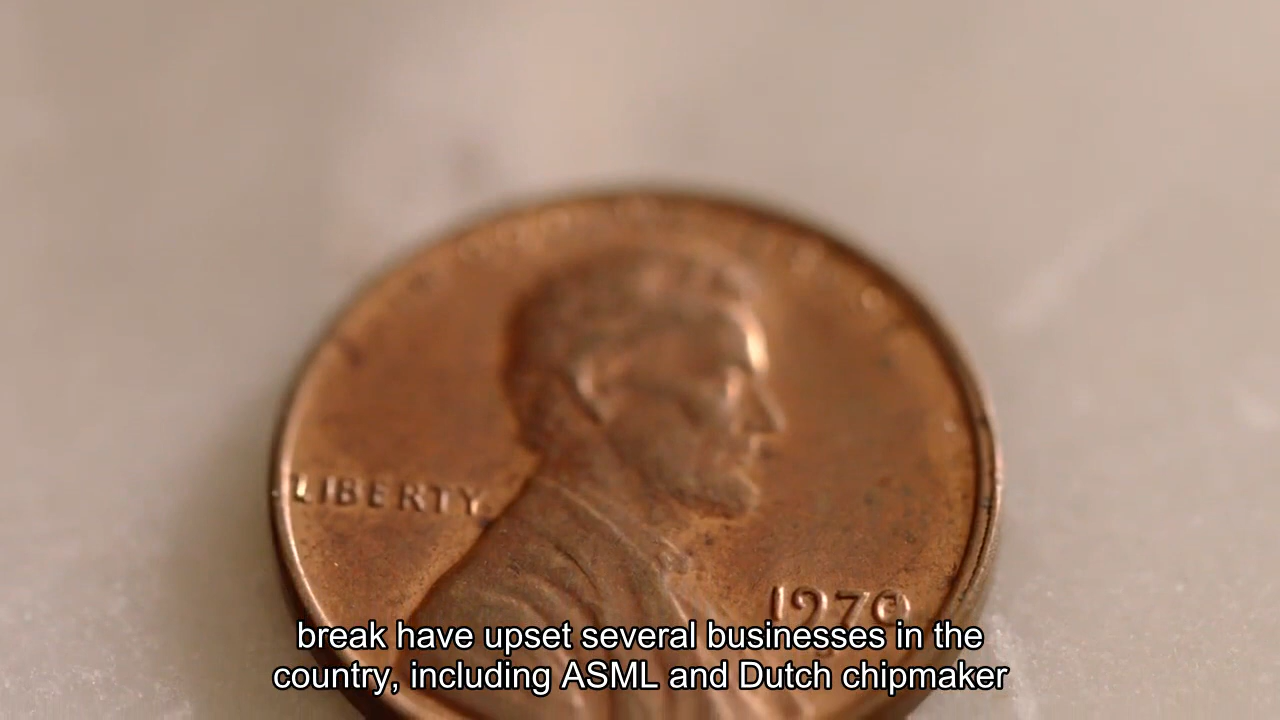 LIBERTY
1970
break have upset several businesses in the
country, including ASML and Dutch chipmaker